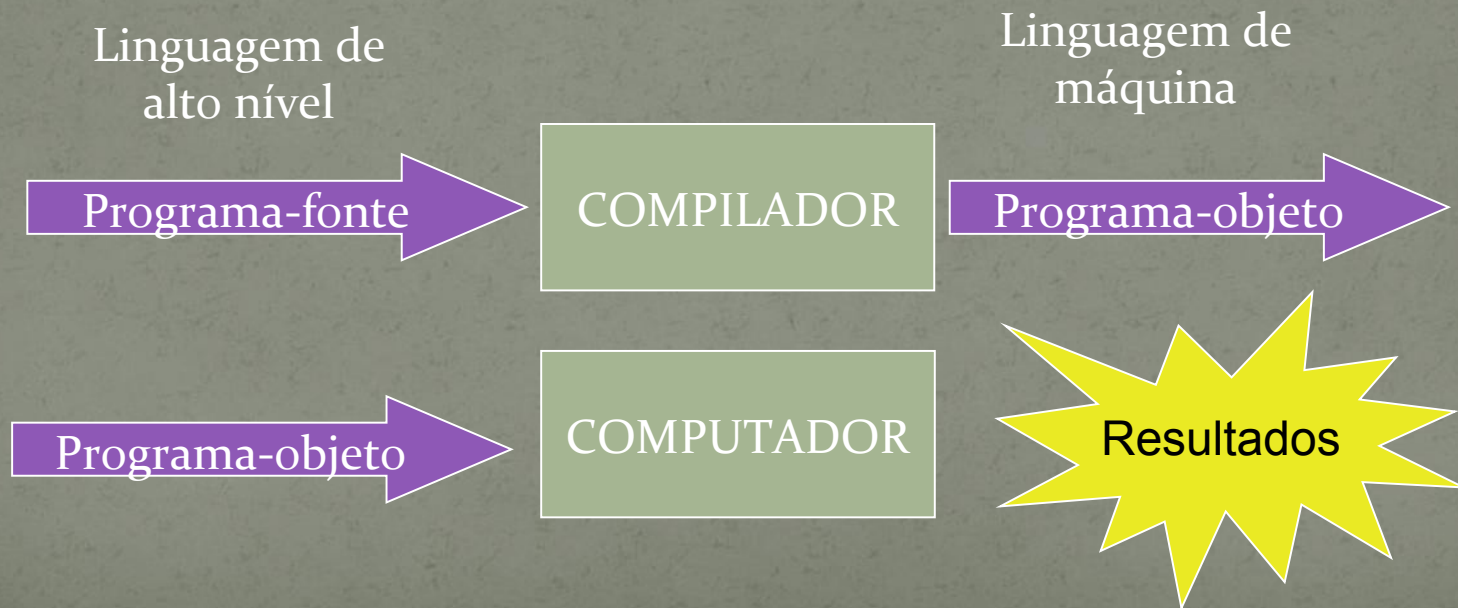 Linguagem de
alto nível
Linguagem de
máquina
Programa-fonte
COMPILADOR
Programa-objeto
Programa-objeto
COMPUTADOR
Resultados